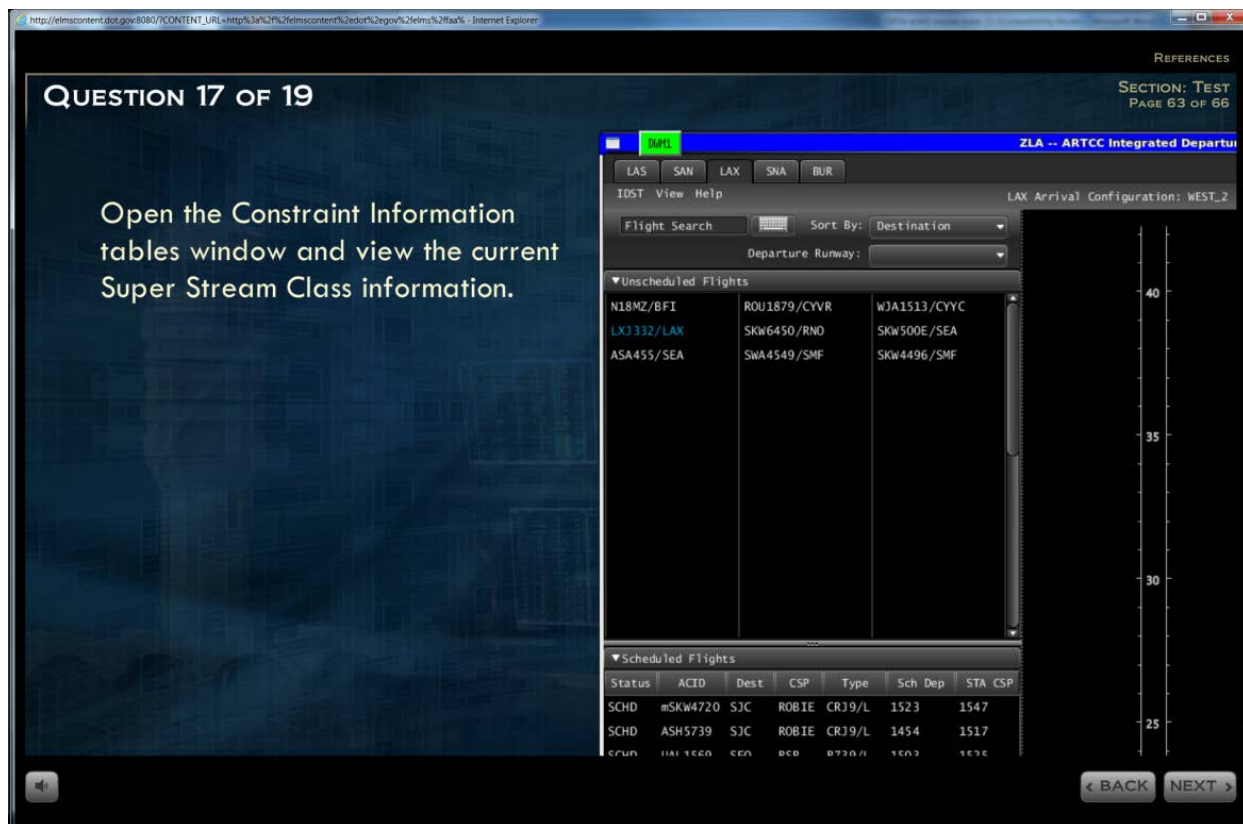 http://elmscontent.dot.gov:8080/?CONTENT_URL=http%3a%2f%2felmscontent%2edot%2egov%2felms%2ffaa% - Internet Explorer
REFERENCES
QUESTION 17 OF 19
SECTION: TEST
PAGE 63 OF 66
Open the Constraint Information
tables window and view the current
Super Stream Class information.
DWM1
ZLA -- ARTCC Integrated Departu
LAS SAN LAX SNA BUR
IDST View Help
LAX Arrival Configuration: WEST_2
Flight Search Sort By: Destination
Departure Runway:
▼Unscheduled Flights
N18MZ/BFI ROU1879/CYVR WJA1513/CYYC
LXJ332/LAX SKW6450/RNO SKW500E/SEA
ASA455/SEA SWA4549/SMF SKW4496/SMF
40
35
30
25
▼Scheduled Flights
Status ACID Dest CSP Type Sch Dep STA CSP
SCHD mSKW4720 SJC ROBIE CRJ9/L 1523 1547
SCHD ASH5739 SJC ROBIE CRJ9/L 1454 1517
SCHD
‹ BACK NEXT ›